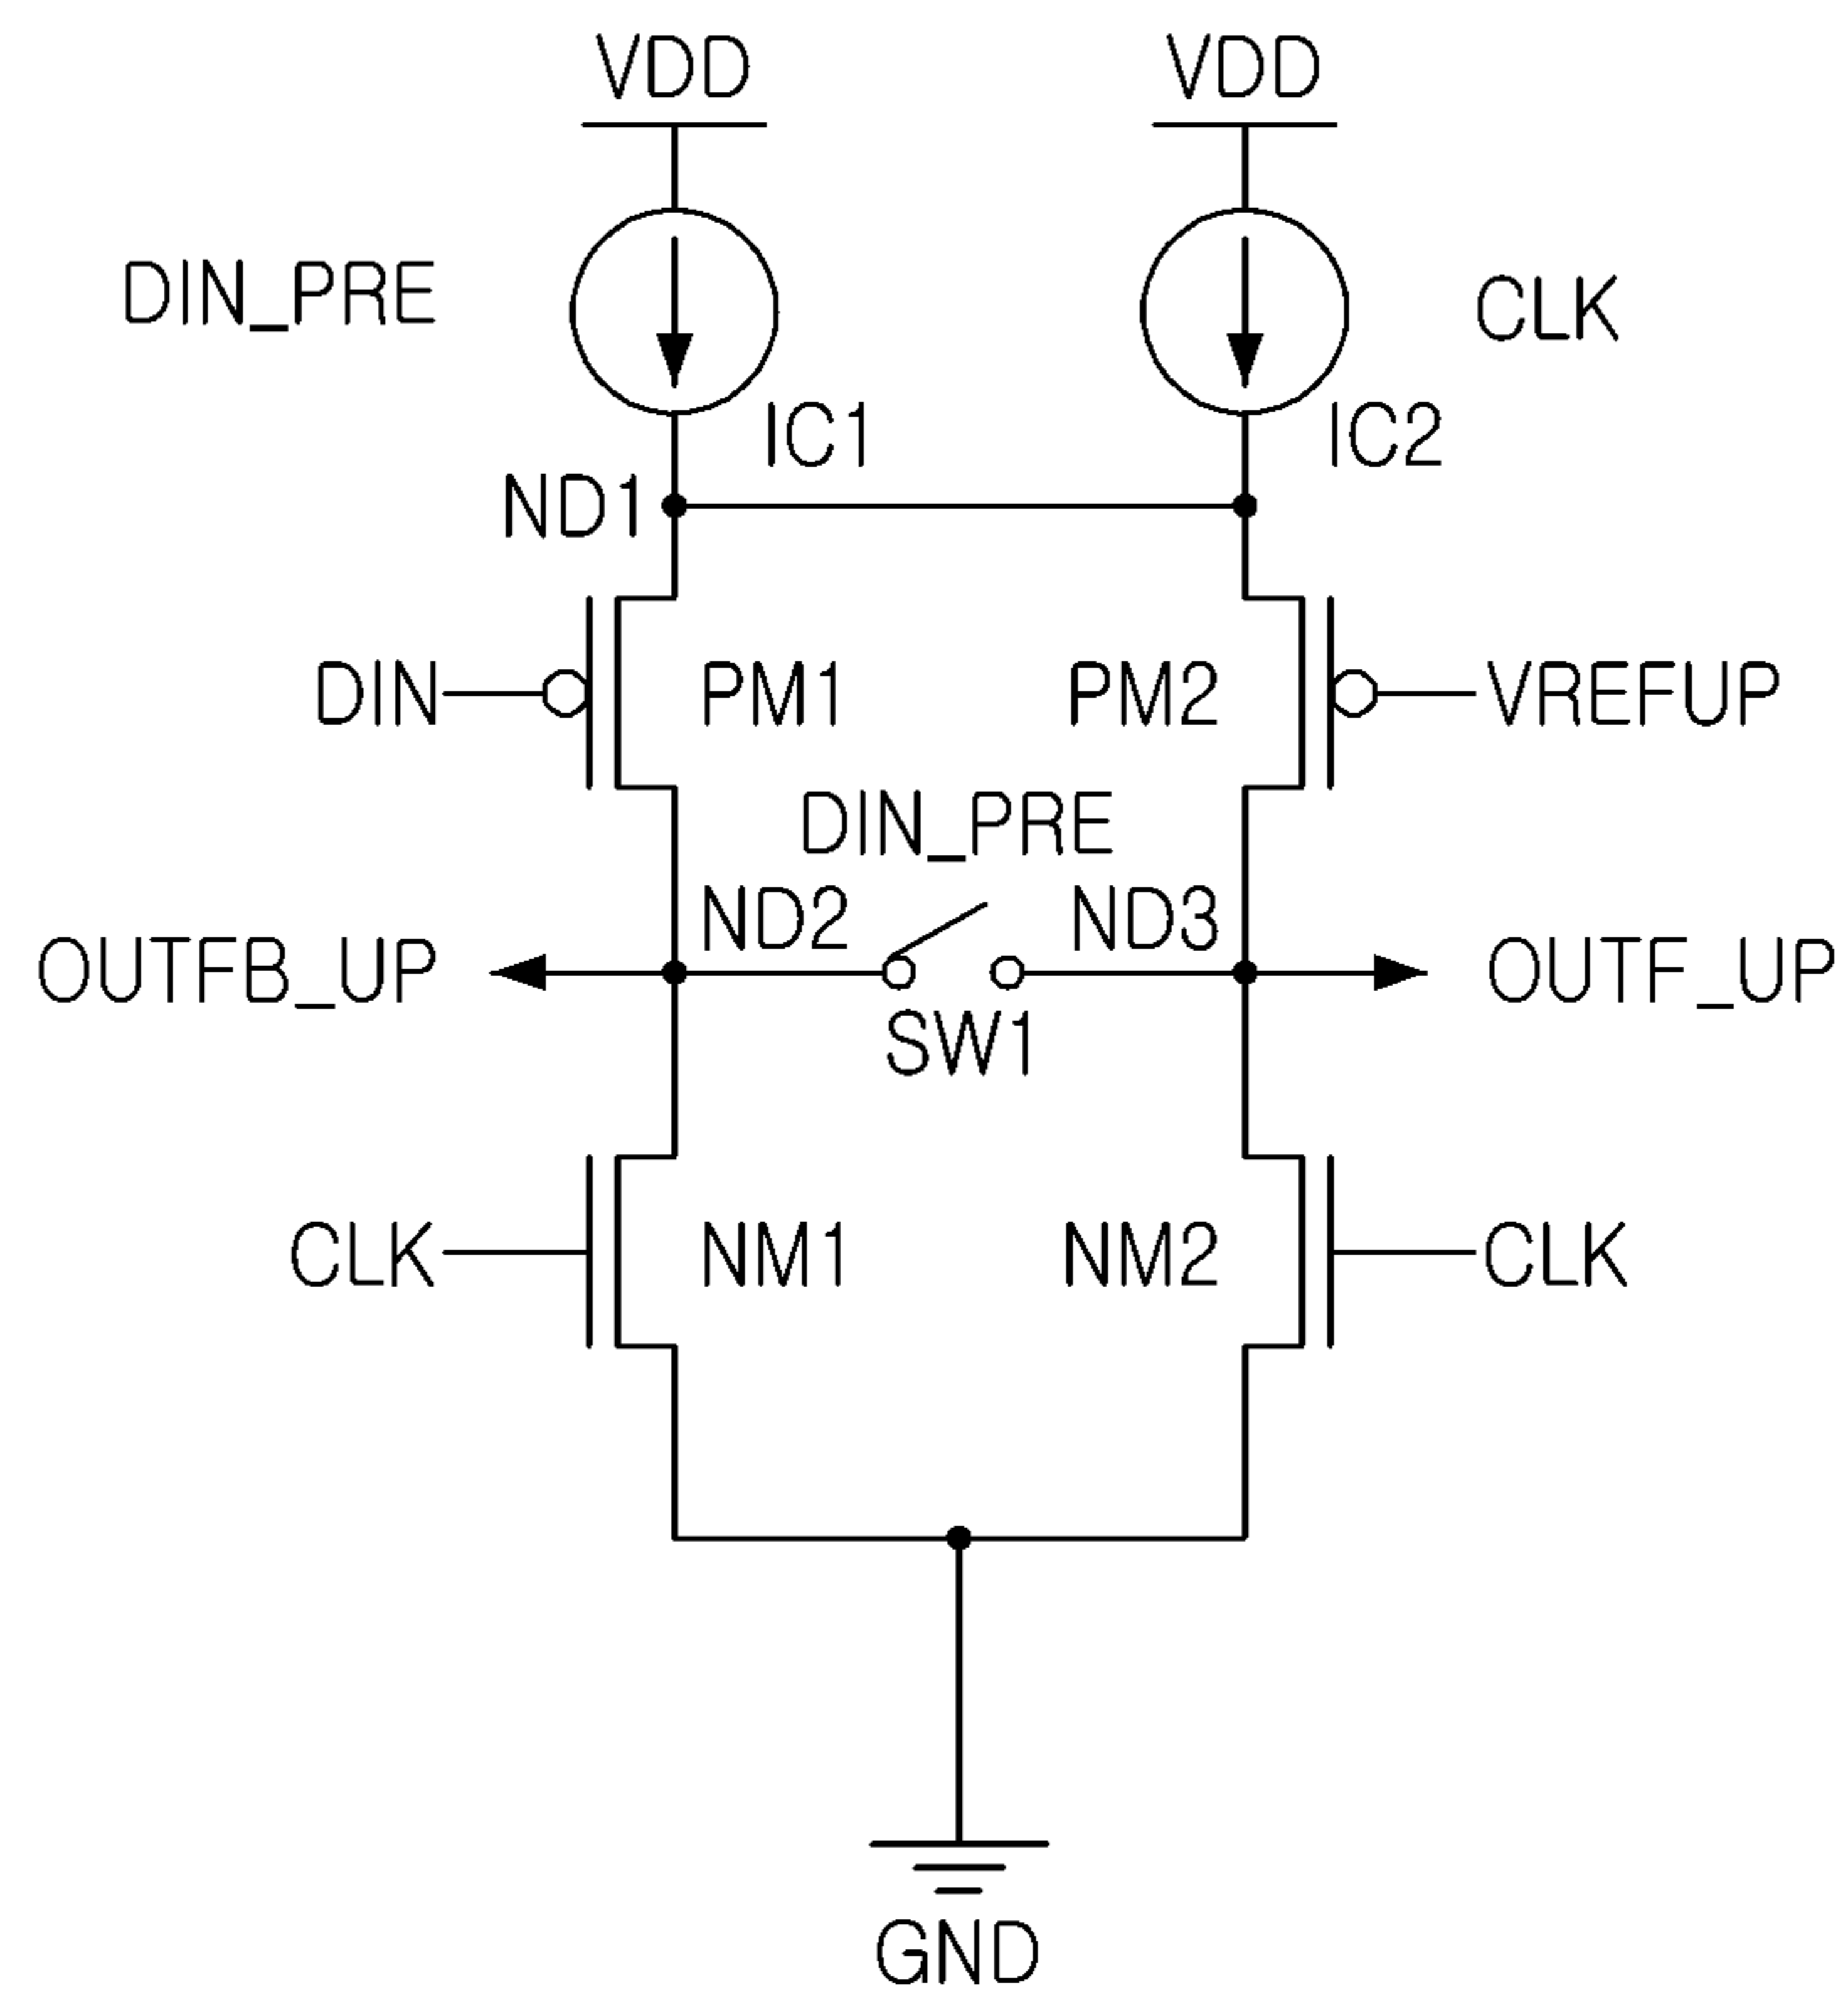 VDD VDD
DIN_PRE CLK
IC1 IC2
ND1
DIN PM1 PM2 VREFUP
DIN_PRE
ND2 ND3
OUTFB_UP OUTF_UP
SW1
CLK NM1 NM2 CLK
GND